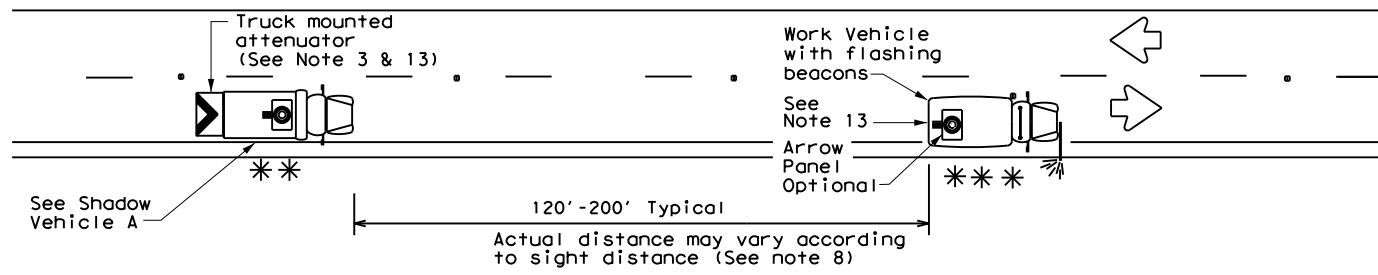 Truck mounted
attenuator
(See Note 3 & 13)
Work Vehicle
with flashing
beacons
See
Note 13
Arrow
Panel
Optional
See Shadow
Vehicle A
120'-200' Typical
Actual distance may vary according
to sight distance (See note 8)